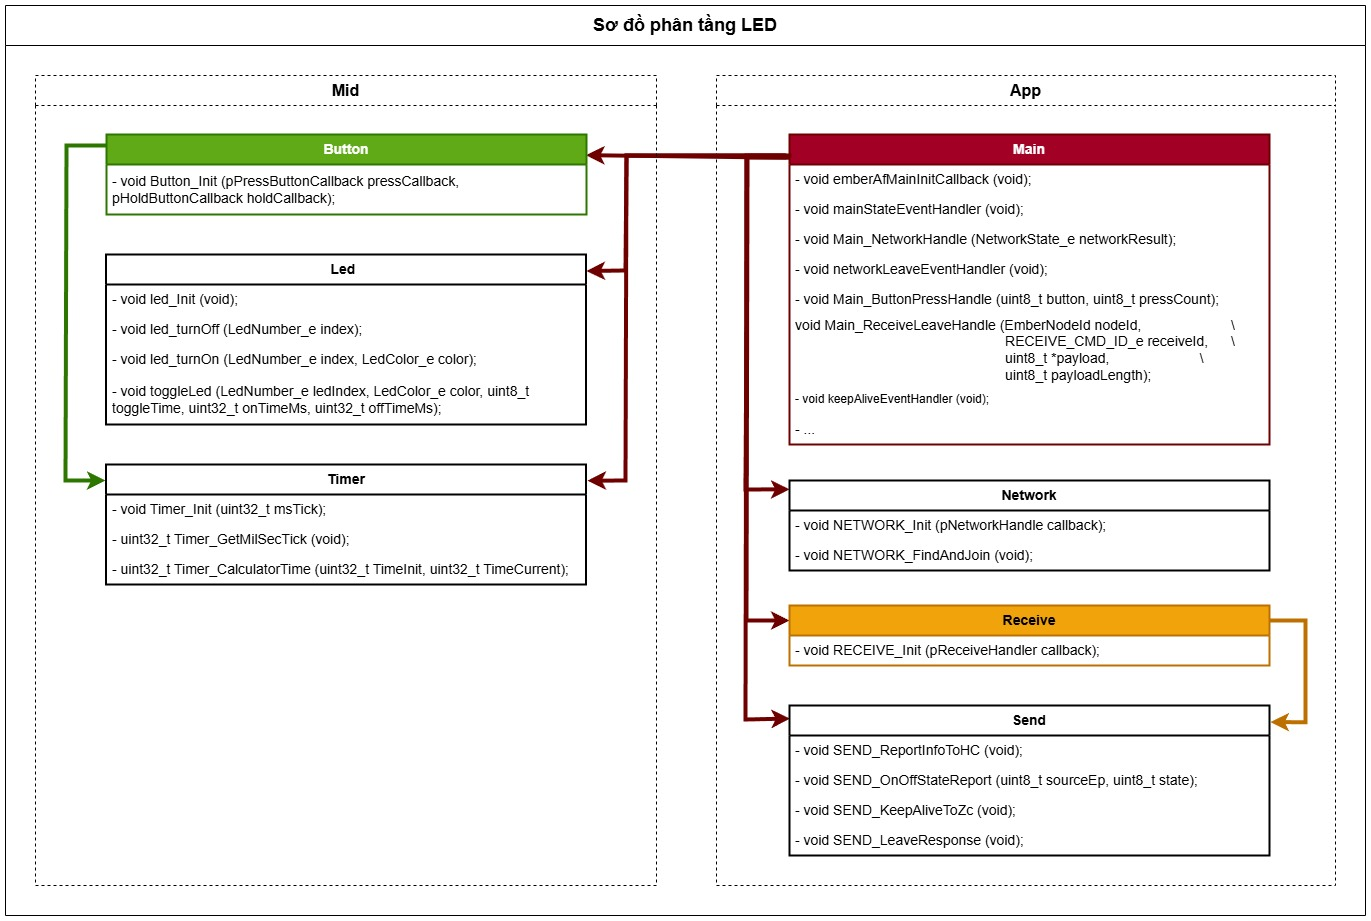 Sơ đồ phân tầng LED
Mid
Button
- void Button_Init (pPressButtonCallback pressCallback,
pHoldButtonCallback holdCallback);
Led
- void led_Init (void);
- void led_turnOff (LedNumber_e index);
- void led_turnOn (LedNumber_e index, LedColor_e color);
- void toggleLed (LedNumber_e ledIndex, LedColor_e color, uint8_t
toggleTime, uint32_t onTimeMs, uint32_t offTimeMs);
Timer
- void Timer_Init (uint32_t msTick);
- uint32_t Timer_GetMilSecTick (void);
- uint32_t Timer_CalculatorTime (uint32_t TimeInit, uint32_t TimeCurrent);
App
Main
- void emberAfMainInitCallback (void);
- void mainStateEventHandler (void);
- void Main_NetworkHandle (NetworkState_e networkResult);
- void networkLeaveEventHandler (void);
- void Main_ButtonPressHandle (uint8_t button, uint8_t pressCount);
void Main_ReceiveLeaveHandle (EmberNodeId nodeId, \
RECEIVE_CMD_ID_e receiveId, \
uint8_t *payload, \
uint8_t payloadLength);
- void keepAliveEventHandler (void);
- ...
Network
- void NETWORK_Init (pNetworkHandle callback);
- void NETWORK_FindAndJoin (void);
Receive
- void RECEIVE_Init (pReceiveHandler callback);
Send
- void SEND_ReportInfoToHC (void);
- void SEND_OnOffStateReport (uint8_t sourceEp, uint8_t state);
- void SEND_KeepAliveToZc (void);
- void SEND_LeaveResponse (void);